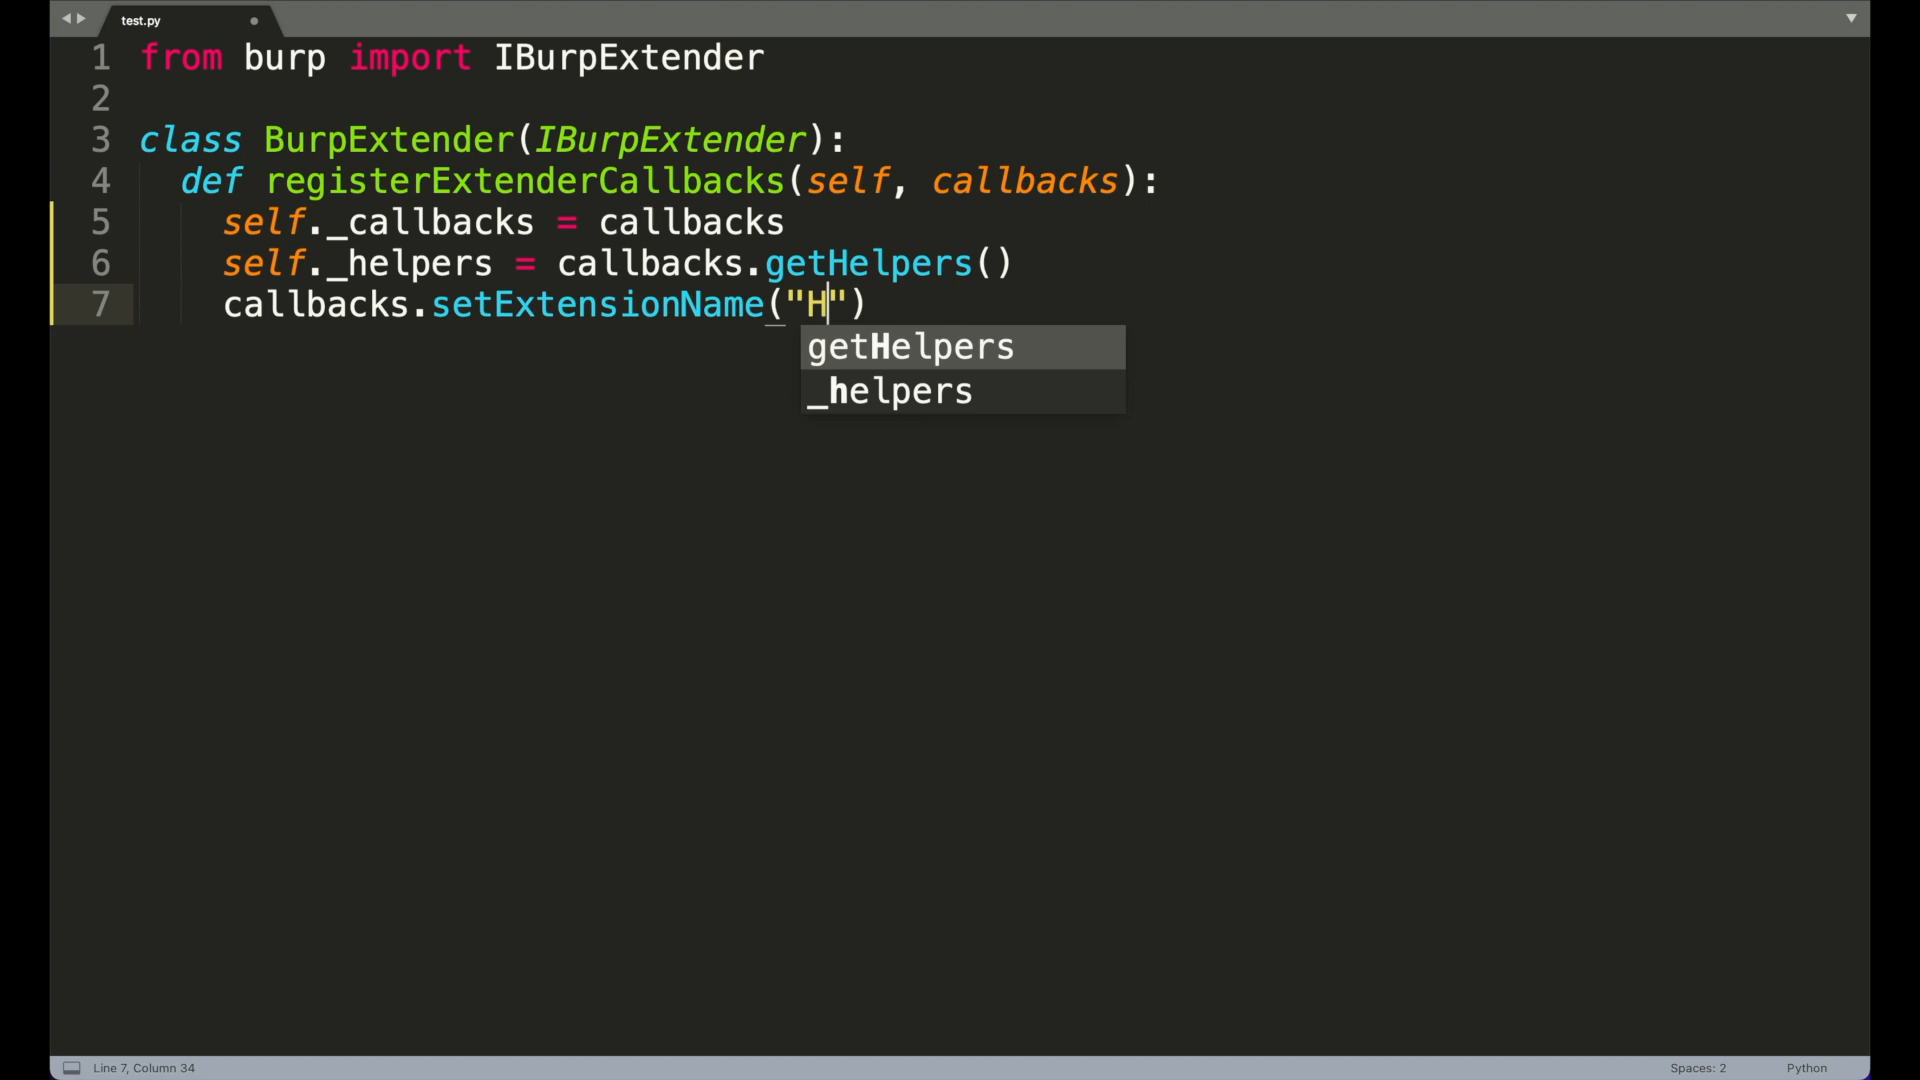 test.py
1 from burp import IBurpExtender
2
3 class BurpExtender(IBurpExtender):
4 def registerExtenderCallbacks(self, callbacks):
5 self._callbacks = callbacks
6 self._helpers = callbacks.getHelpers()
7 callbacks.setExtensionName("H")
getHelpers
_helpers
Line 7, Column 34 Spaces: 2 Python